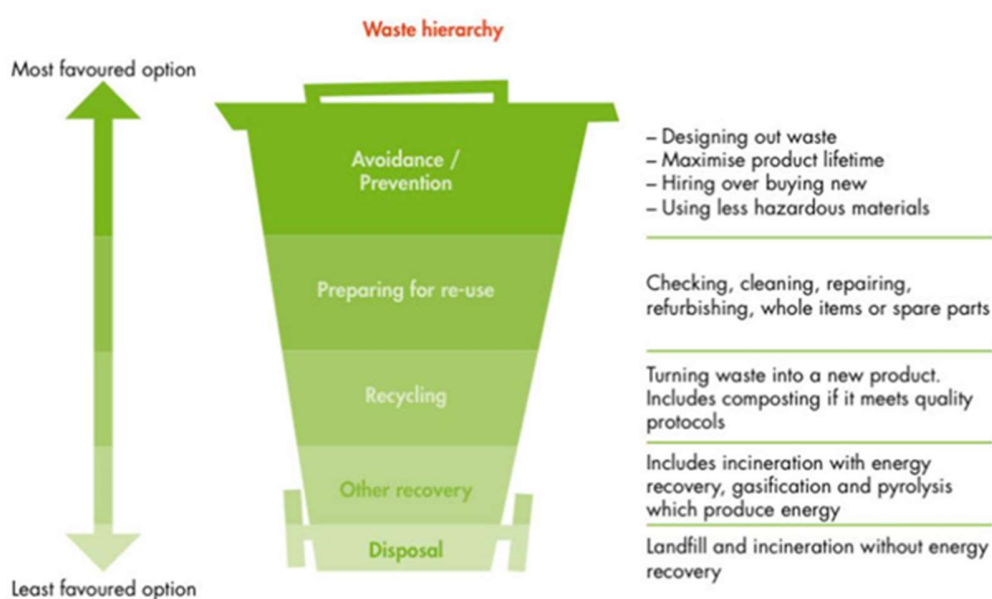 Waste hierarchy
Most favoured option
Avoidance /
Prevention
– Designing out waste
– Maximise product lifetime
– Hiring over buying new
– Using less hazardous materials
Preparing for re-use
Checking, cleaning, repairing,
refurbishing, whole items or spare parts
Recycling
Turning waste into a new product.
Includes composting if it meets quality
protocols
Other recovery
Includes incineration with energy
recovery, gasification and pyrolysis
which produce energy
Disposal
Landfill and incineration without energy
recovery
Least favoured option